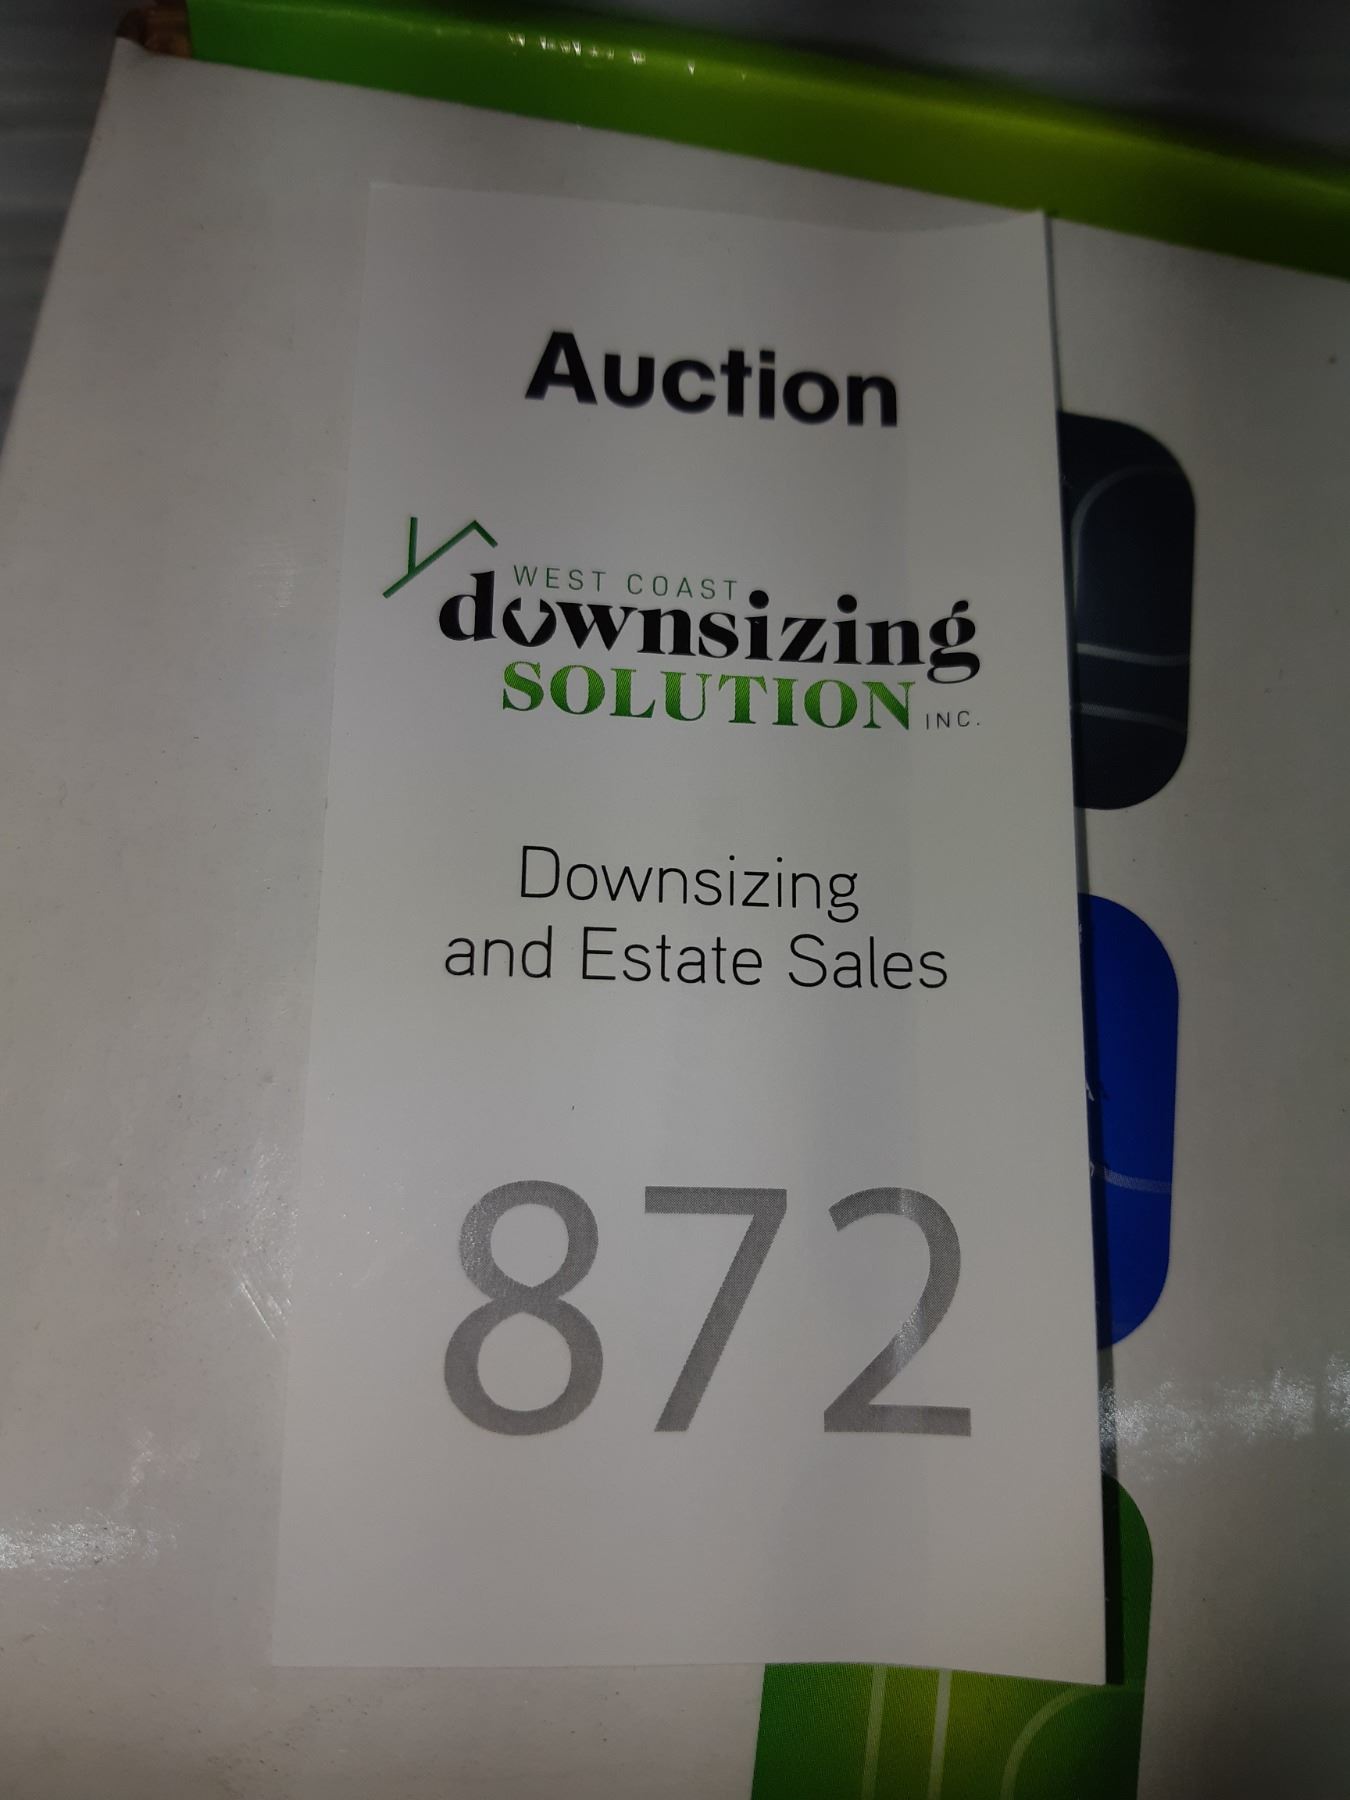 Auction
WEST COAST
downsizing
SOLUTION INC.
Downsizing
and Estate Sales
872